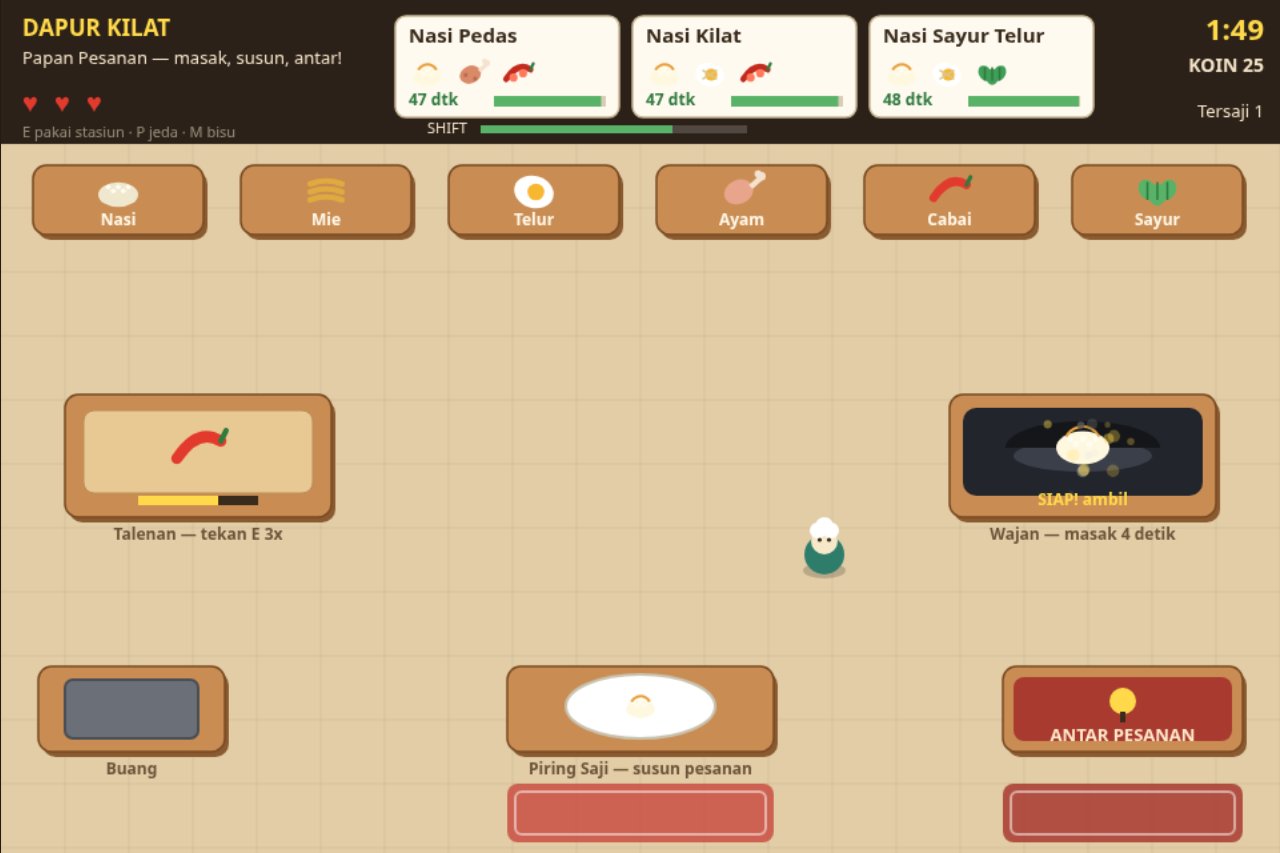 DAPUR KILAT
Papan Pesanan — masak, susun, antar!
E pakai stasiun · P jeda · M bisu
Nasi Pedas
47 dtk
Nasi Kilat
47 dtk
Nasi Sayur Telur
48 dtk
SHIFT
1:49
KOIN 25
Tersaji 1
Nasi
Mie
Telur
Ayam
Cabai
Sayur
Talenan — tekan E 3x
SIAP! ambil
Wajan — masak 4 detik
Buang
Piring Saji — susun pesanan
ANTAR PESANAN